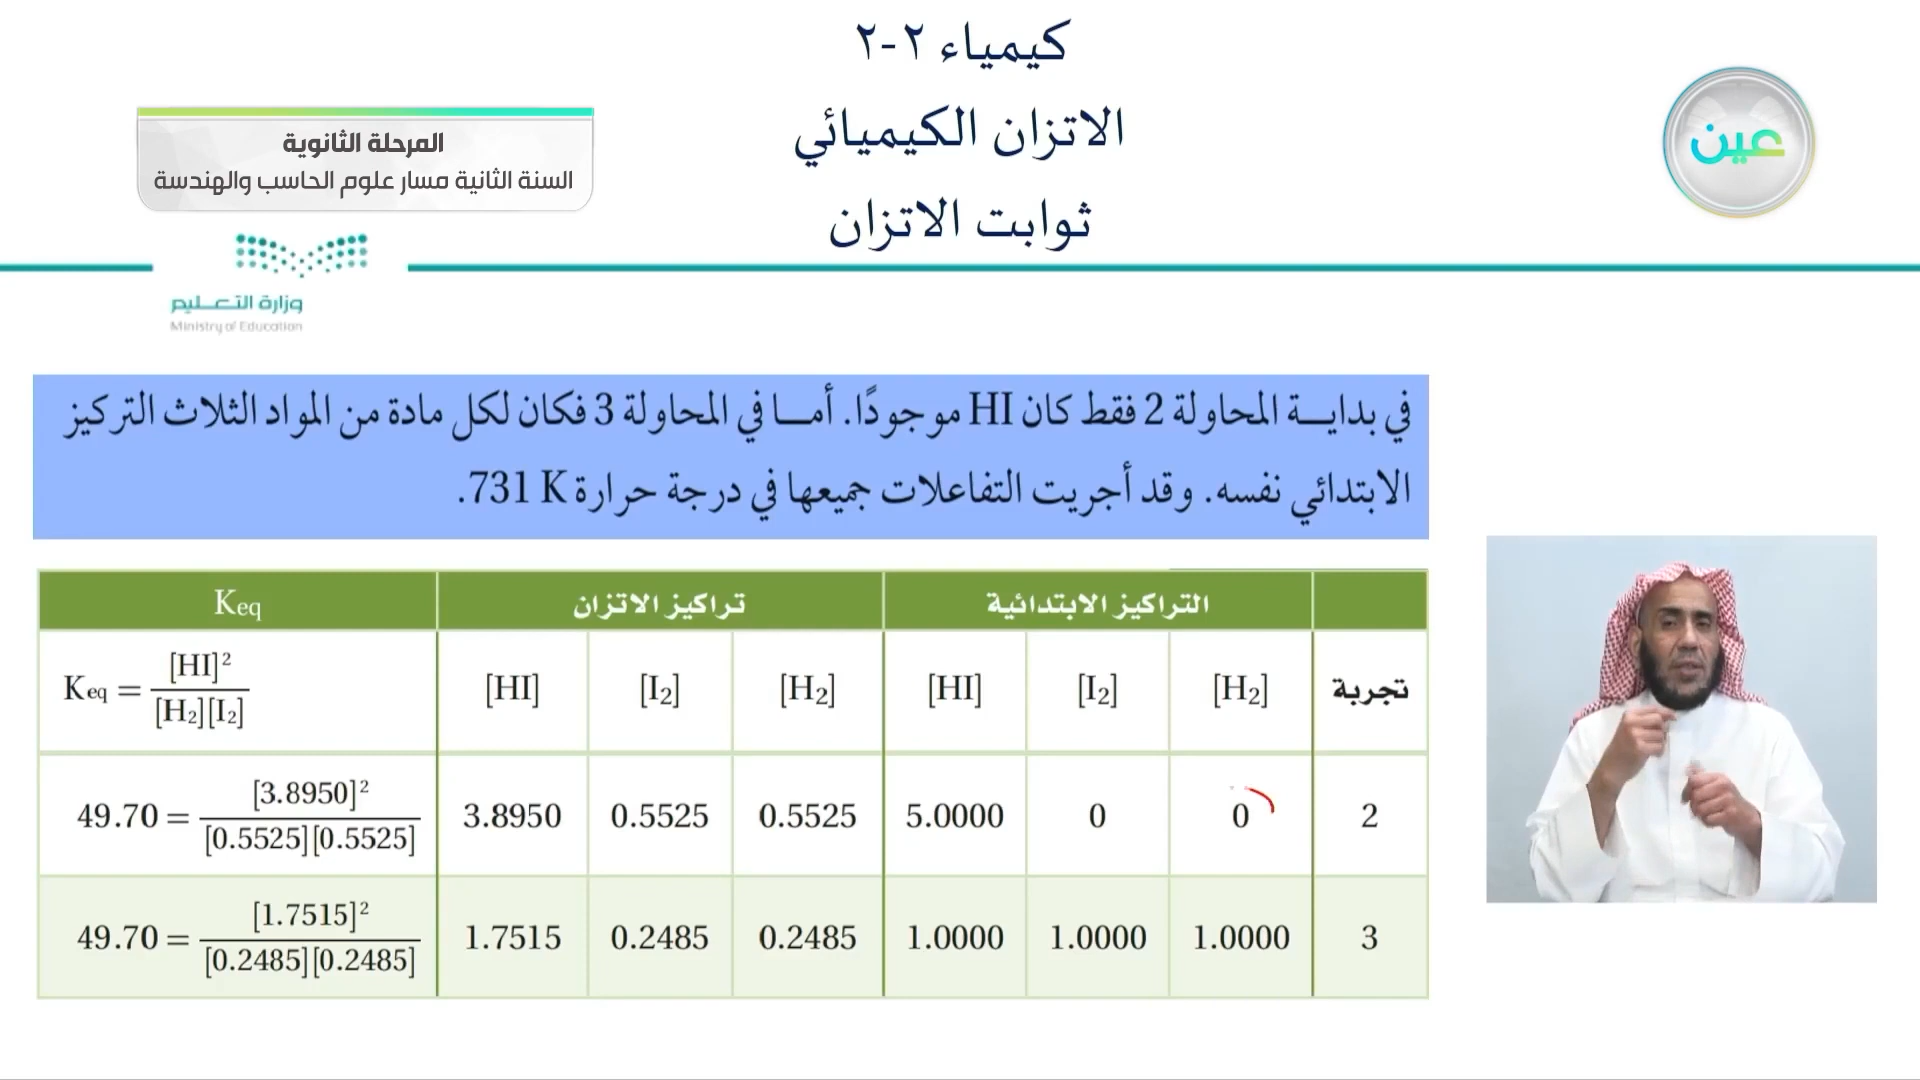 كيمياء ٢-٢
الاتزان الكيميائي
ثوابت الاتزان
عين
المرحلة الثانوية
السنة الثانية مسار علوم الحاسب والهندسة
وزارة التعليم
Ministry of Education
في بداية المحاولة 2 فقط كان HI موجودًا. أما في المحاولة 3 فكان لكل مادة من المواد الثلاث التركيز
الابتدائي نفسه. وقد أجريت التفاعلات جميعها في درجة حرارة 731 K.
التراكيز الابتدائية تراكيز الاتزان Keq
تجربة [H₂] [I₂] [HI] [H₂] [I₂] [HI] Keq = [HI]² / [H₂][I₂]
2 0 0 5.0000 0.5525 0.5525 3.8950 49.70 = [3.8950]² / [0.5525][0.5525]
3 1.0000 1.0000 1.0000 0.2485 0.2485 1.7515 49.70 = [1.7515]² / [0.2485][0.2485]